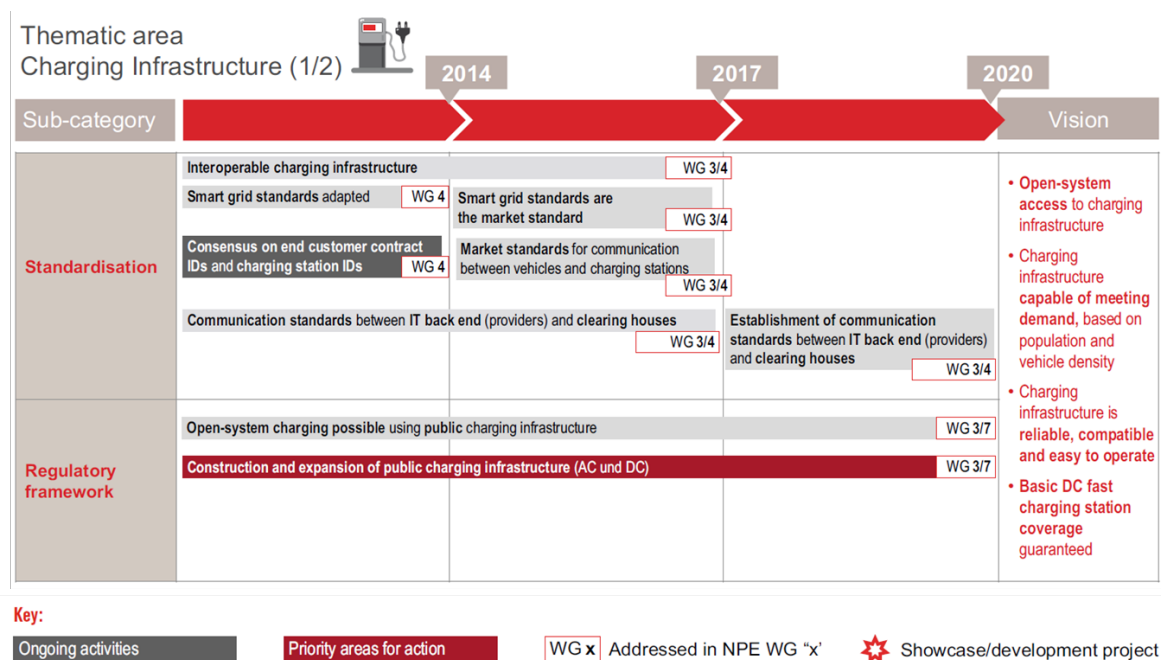 Thematic area
Charging Infrastructure (1/2)
2014
2017
2020
Sub-category
Vision
Standardisation
Interoperable charging infrastructure
WG 3/4
Smart grid standards adapted
WG 4
Smart grid standards are
the market standard
WG 3/4
Consensus on end customer contract
IDs and charging station IDs
WG 4
Market standards for communication
between vehicles and charging stations
WG 3/4
Communication standards between IT back end (providers) and clearing houses
WG 3/4
Establishment of communication
standards between IT back end (providers)
and clearing houses
WG 3/4
Regulatory
framework
Open-system charging possible using public charging infrastructure
WG 3/7
Construction and expansion of public charging infrastructure (AC und DC)
WG 3/7
• Open-system
access to charging
infrastructure
• Charging
infrastructure
capable of meeting
demand, based on
population and
vehicle density
• Charging
infrastructure is
reliable, compatible
and easy to operate
• Basic DC fast
charging station
coverage
guaranteed
Key:
Ongoing activities
Priority areas for action
WG x Addressed in NPE WG “x’
Showcase/development project